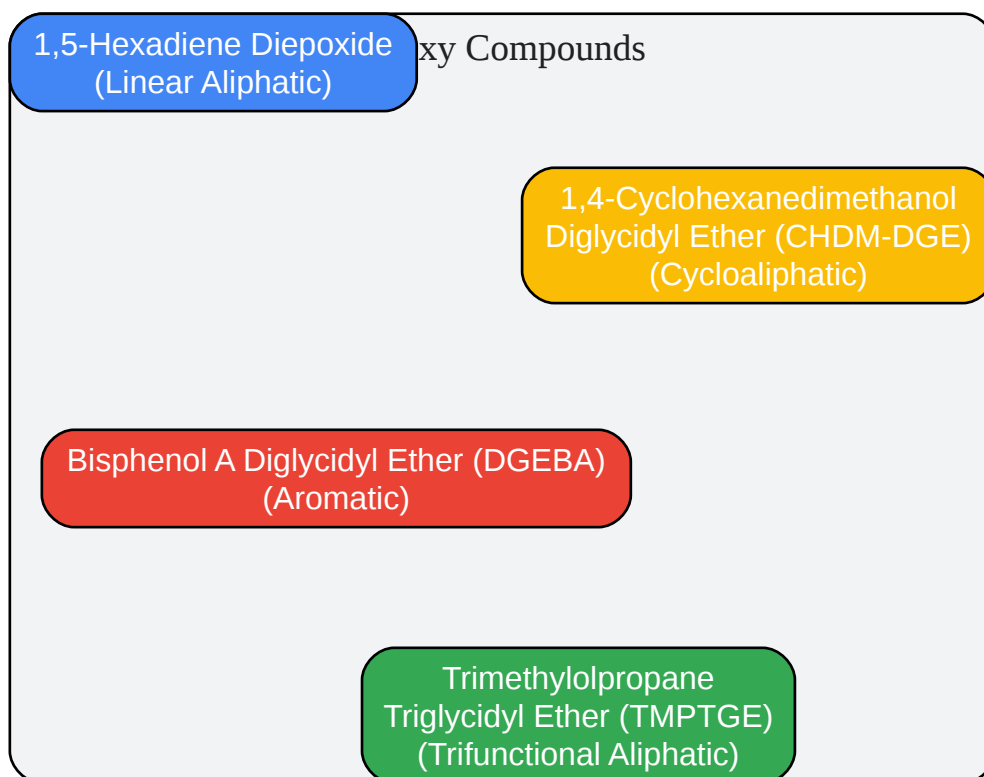 1,5-Hexadiene Diepoxide
(Linear Aliphatic)
xy Compounds
1,4-Cyclohexanedimethanol
Diglycidyl Ether (CHDM-DGE)
(Cycloaliphatic)
Bisphenol A Diglycidyl Ether (DGEBA)
(Aromatic)
Trimethylolpropane
Triglycidyl Ether (TMPTGE)
(Trifunctional Aliphatic)